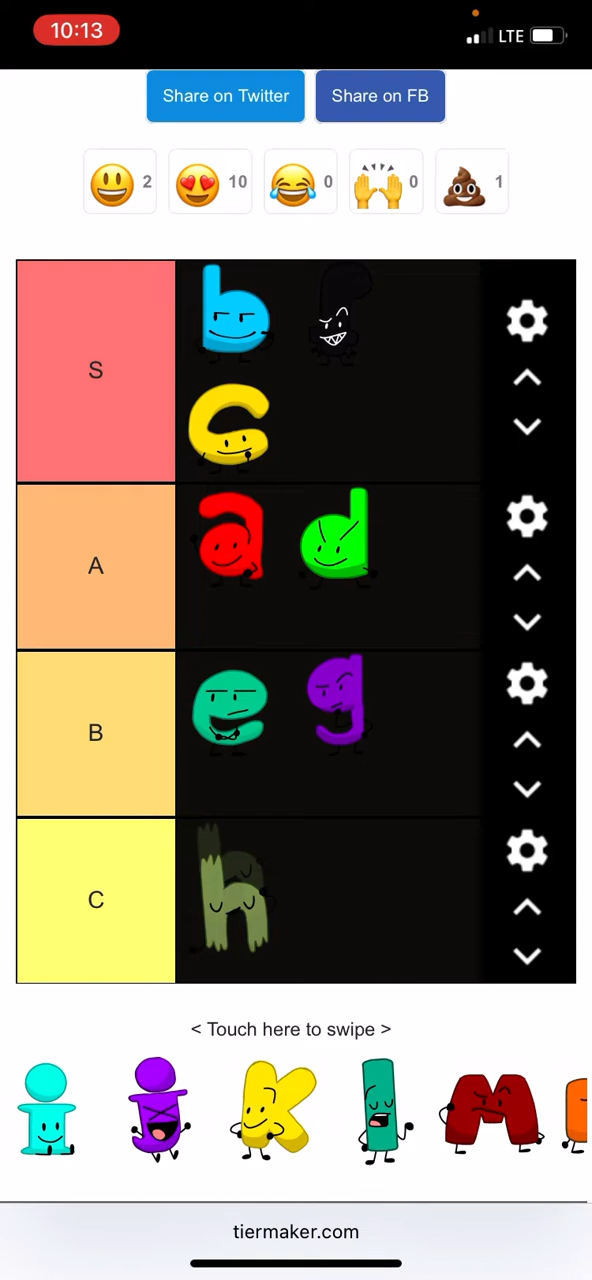 10:13
LTE
Share on Twitter
Share on FB
2
10
0
0
1
S
b f
c
A
a d
B
e g
C
h
< Touch here to swipe >
i j k l M
tiermaker.com